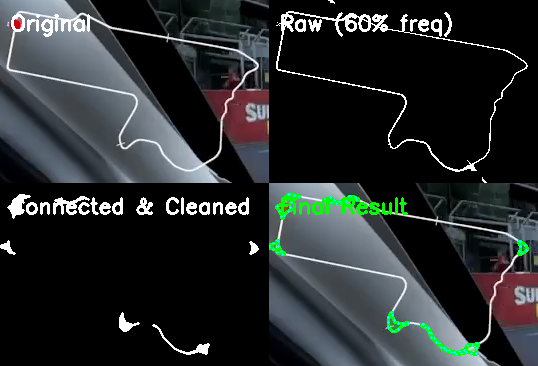 Original
Raw (60% freq)
SU
Connected & Cleaned
Final Result
SU